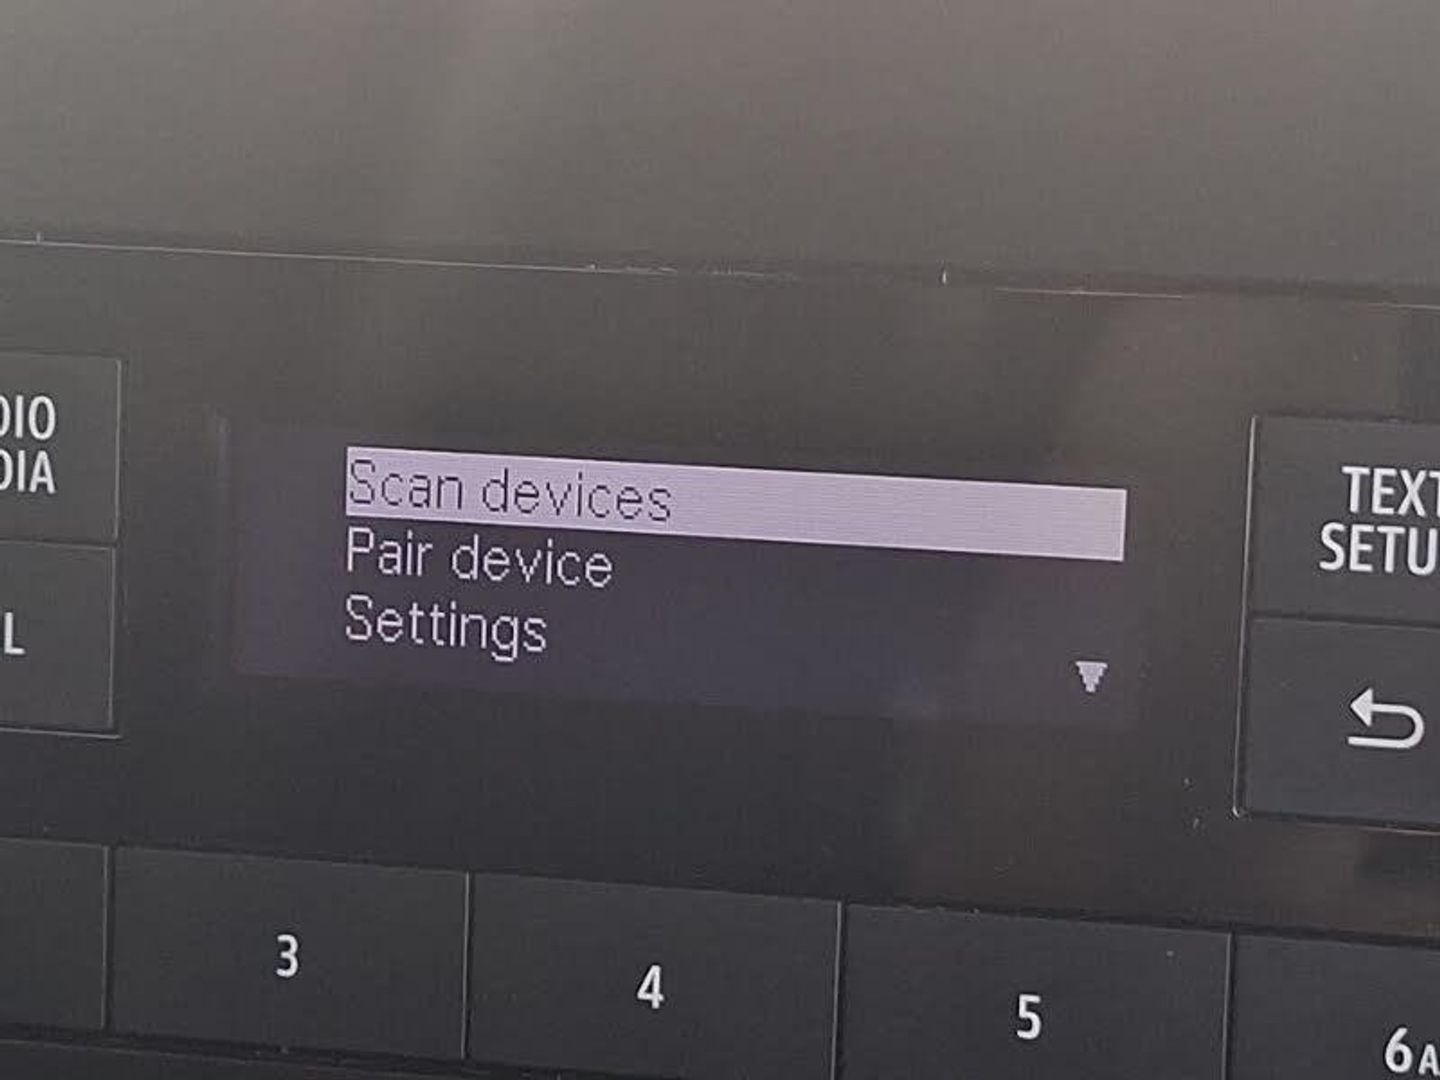 DIO
DIA
L
Scan devices
Pair device
Settings
TEXT
SETU
3
4
5
6A